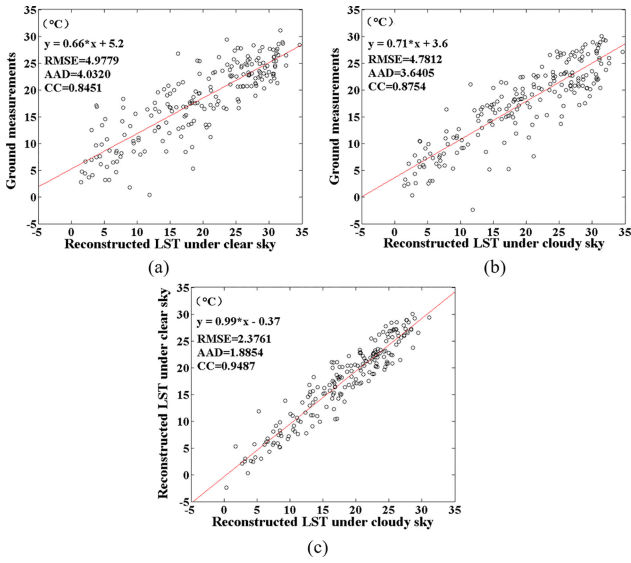 (°C)
y = 0.66*x + 5.2
RMSE=4.9779
AAD=4.0320
CC=0.8451
Ground measurements
35
30
25
20
15
10
5
0
-5
-5 0 5 10 15 20 25 30 35
Reconstructed LST under clear sky
(a)
(°C)
y = 0.71*x + 3.6
RMSE=4.7812
AAD=3.6405
CC=0.8754
Ground measurements
35
30
25
20
15
10
5
0
-5
-5 0 5 10 15 20 25 30 35
Reconstructed LST under cloudy sky
(b)
(°C)
y = 0.99*x - 0.37
RMSE=2.3761
AAD=1.8854
CC=0.9487
Reconstructed LST under clear sky
35
30
25
20
15
10
5
0
-5
-5 0 5 10 15 20 25 30 35
Reconstructed LST under cloudy sky
(c)